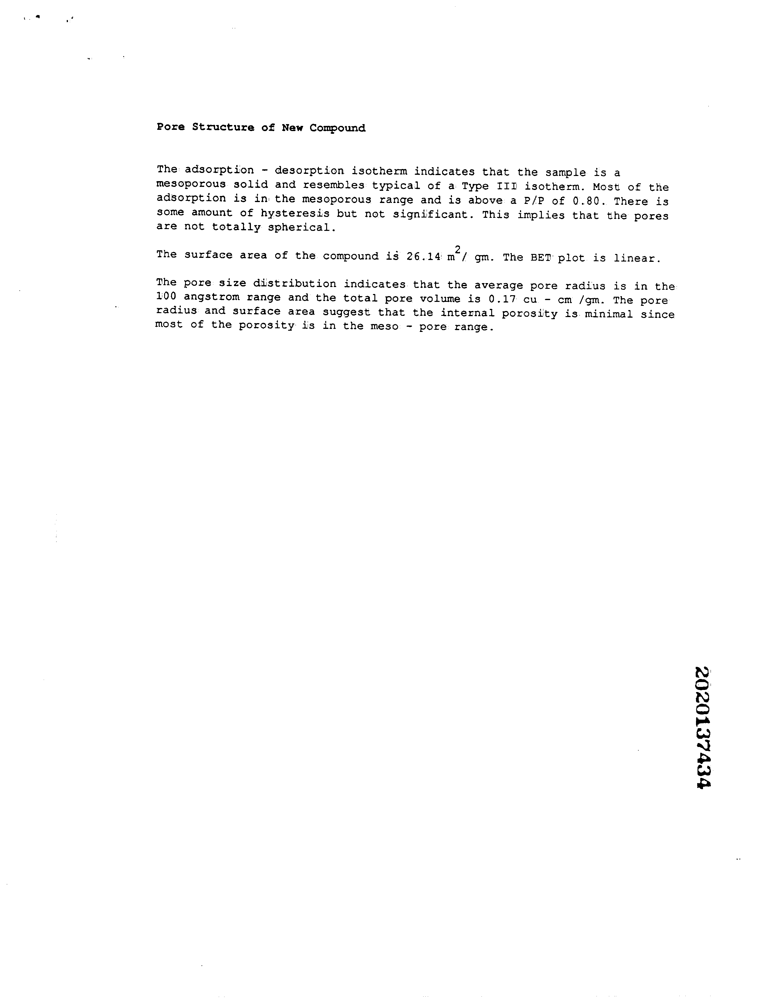 Pore Structure of New Compound
The adsorption - desorption isotherm indicates that the sample is a
mesoporous solid and resembles typical of a Type III isotherm. Most of the
adsorption is in the mesoporous range and is above a P/P of 0.80. There is
some amount of hysteresis but not significant. This implies that the pores
are not totally spherical.
The surface area of the compound is 26.14 m2/ gm. The BET plot is linear.
The pore size distribution indicates that the average pore radius is in the
100 angstrom range and the total pore volume is 0.17 cu - cm /gm. The pore
radius and surface area suggest that the internal porosity is minimal since
most of the porosity is in the meso - pore range.
2020137434